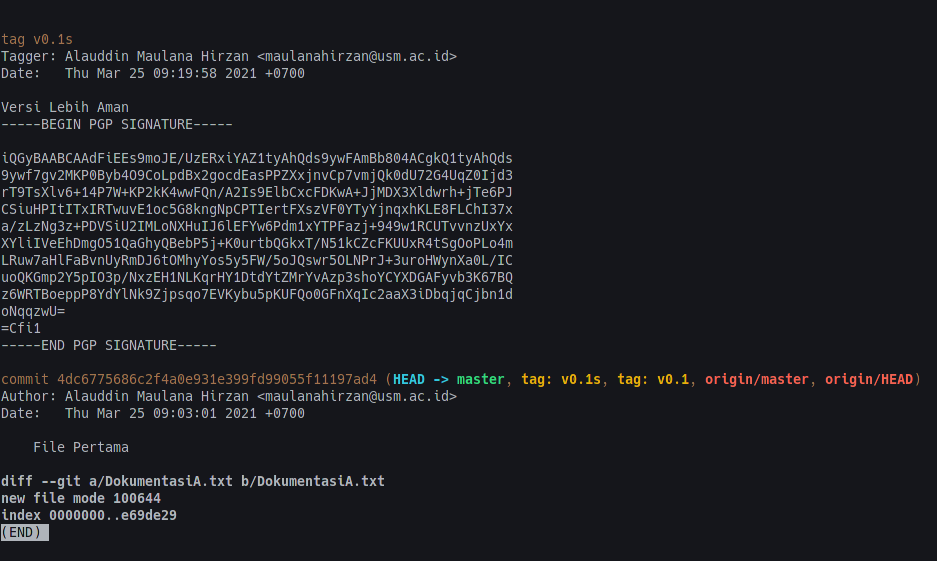 tag v0.1s
Tagger: Alauddin Maulana Hirzan <maulanahirzan@usm.ac.id>
Date:   Thu Mar 25 09:19:58 2021 +0700

Versi Lebih Aman
-----BEGIN PGP SIGNATURE-----

iQGyBAABCAAdFiEEs9moJE/UzERxiYAZ1tyAhQds9ywFAmBb804ACgkQ1tyAhQds
9ywf7gv2MKP0Byb4O9CoLpdBx2gocdEasPPZXxjnvCp7vmjQk0dU72G4UqZ0Ijd3
rT9TsXlv6+14P7W+KP2kK4wwFQn/A2Is9ElbCxcFDKwA+JjMDX3Xldwrh+jTe6PJ
CSiuHPItITxIRTwuvE1oc5G8kngNpCPTIertFXszVF0YTyYjnqxhKLE8FLChI37x
a/zLzNg3z+PDVSiU2IMLoNXHuIJ6lEFYw6Pdm1xYTPFazj+949w1RCUTvvnzUxYx
XYliIVeEhDmgO51QaGhyQBebP5j+K0urtbQGkxT/N51kCZcFKUUxR4tSgOoPLo4m
LRuw7aHlFaBvnUyRmDJ6tOMhyYos5y5FW/5oJQswr5OLNPrJ+3uroHWynXa0L/IC
uoQKGmp2Y5pIO3p/NxzEH1NLKqrHY1DtdYtZMrYvAzp3shoYCYXDGAFyvb3K67BQ
z6WRTBoeppP8YdYlNk9Zjpsqo7EVKybu5pKUFQo0GFnXqIc2aaX3iDbqjqCjbn1d
oNqqzwU=
=Cfi1
-----END PGP SIGNATURE-----

commit 4dc6775686c2f4a0e931e399fd99055f11197ad4 (HEAD -> master, tag: v0.1s, tag: v0.1, origin/master, origin/HEAD)
Author: Alauddin Maulana Hirzan <maulanahirzan@usm.ac.id>
Date:   Thu Mar 25 09:03:01 2021 +0700

    File Pertama

diff --git a/DokumentasiA.txt b/DokumentasiA.txt
new file mode 100644
index 0000000..e69de29
(END)